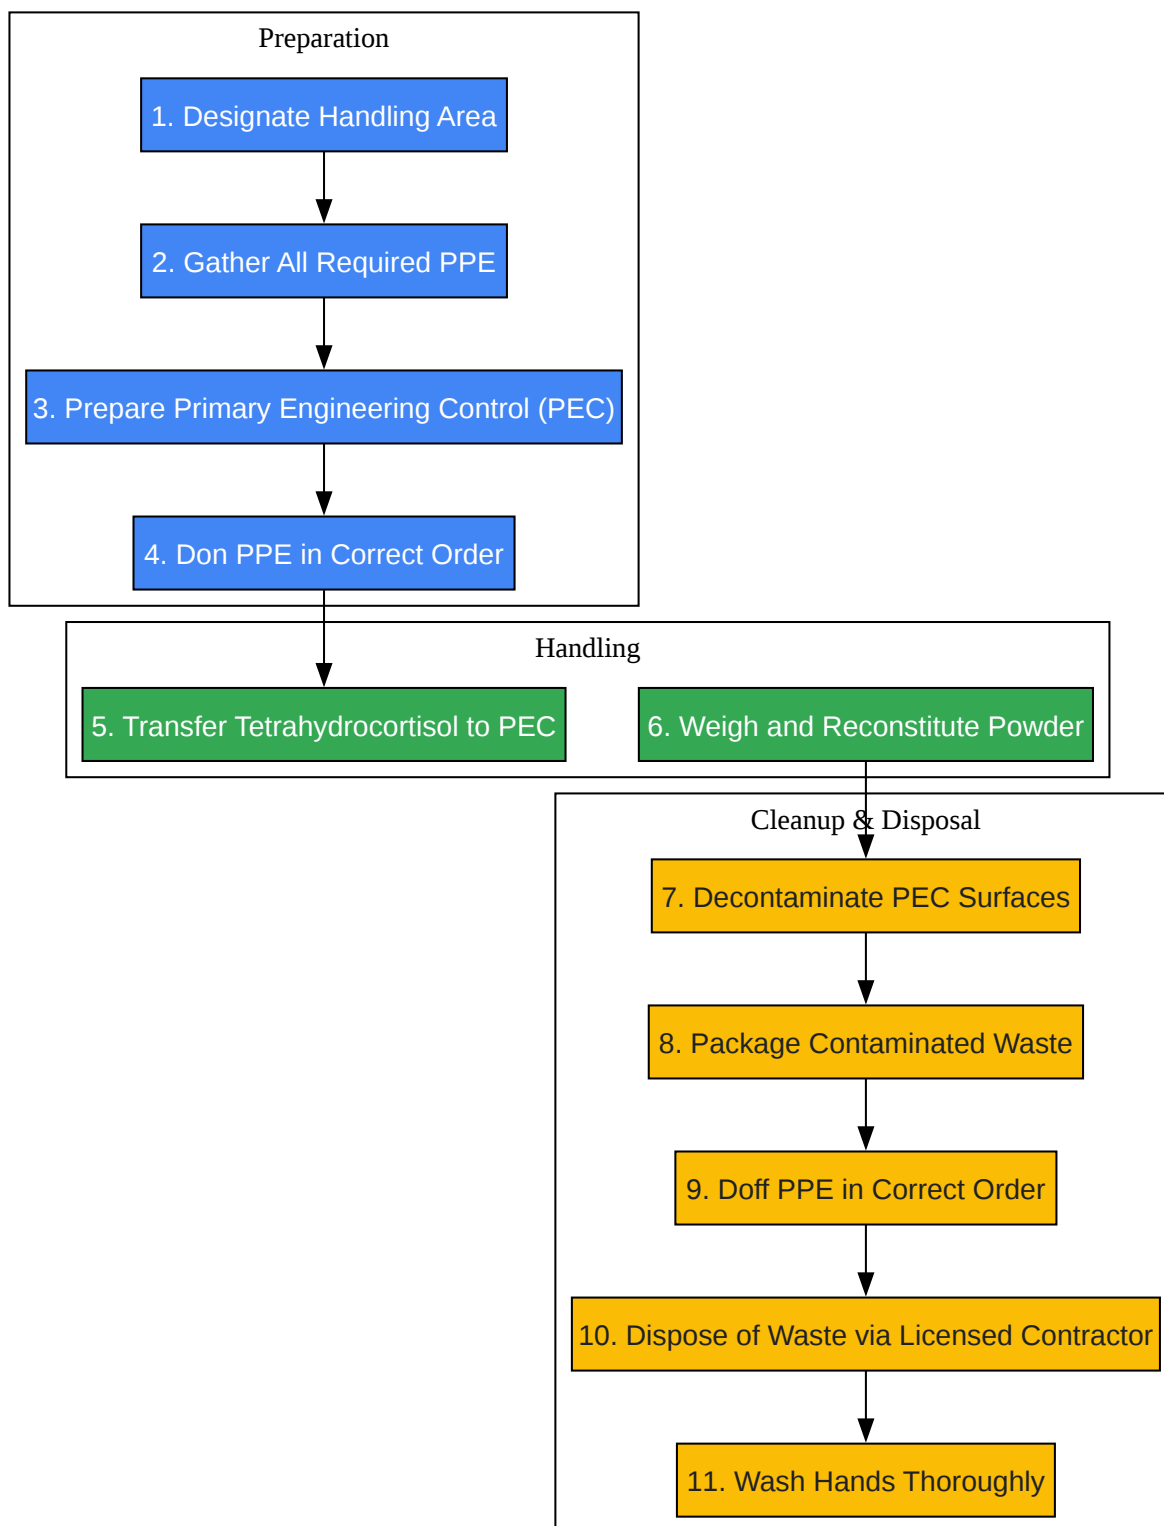 Preparation
1. Designate Handling Area
2. Gather All Required PPE
3. Prepare Primary Engineering Control (PEC)
4. Don PPE in Correct Order
Handling
5. Transfer Tetrahydrocortisol to PEC
6. Weigh and Reconstitute Powder
Cleanup & Disposal
7. Decontaminate PEC Surfaces
8. Package Contaminated Waste
9. Doff PPE in Correct Order
10. Dispose of Waste via Licensed Contractor
11. Wash Hands Thoroughly